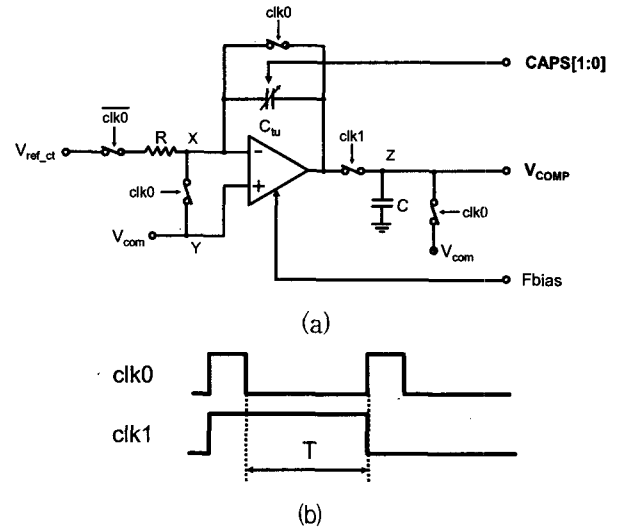 clk0
CAPS[1:0]
C_tu
clk0
R
X
clk1
Z
V_ref_ct
-
+
V_COMP
clk0
C
clk0
V_com
Y
V_com
Fbias
(a)
clk0
clk1
T
(b)